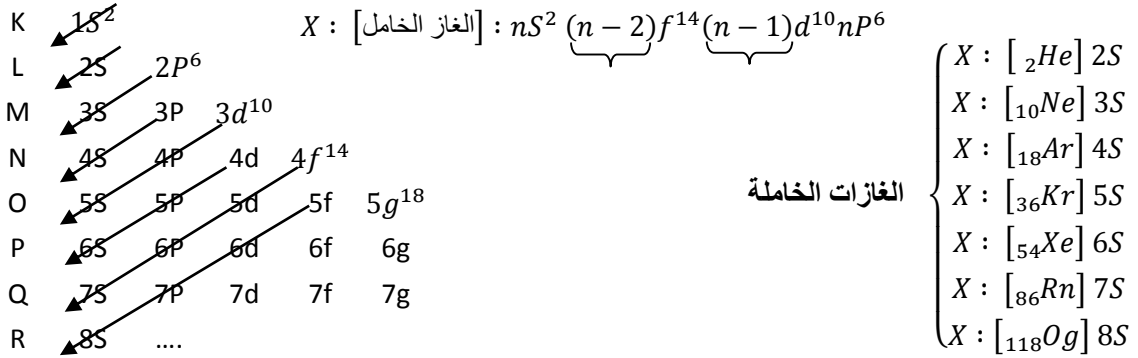 K 1S²
X : [الغاز الخامل] : nS² (n − 2)f¹⁴(n − 1)d¹⁰nP⁶
L 2S 2P⁶
M 3S 3P 3d¹⁰
N 4S 4P 4d 4f¹⁴
O 5S 5P 5d 5f 5g¹⁸
P 6S 6P 6d 6f 6g
Q 7S 7P 7d 7f 7g
R 8S ....
الغازات الخاملة
X : [₂He] 2S
X : [₁₀Ne] 3S
X : [₁₈Ar] 4S
X : [₃₆Kr] 5S
X : [₅₄Xe] 6S
X : [₈₆Rn] 7S
X : [₁₁₈Og] 8S